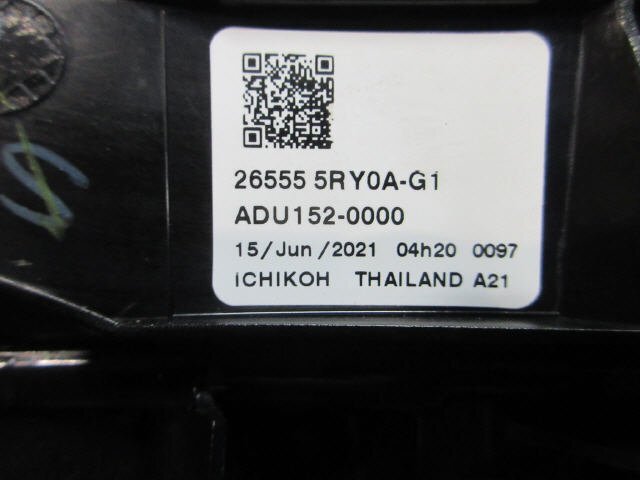 26555 5RY0A-G1
ADU152-0000
15/Jun/2021 04h20 0097
iCHIKOH THAILAND A21